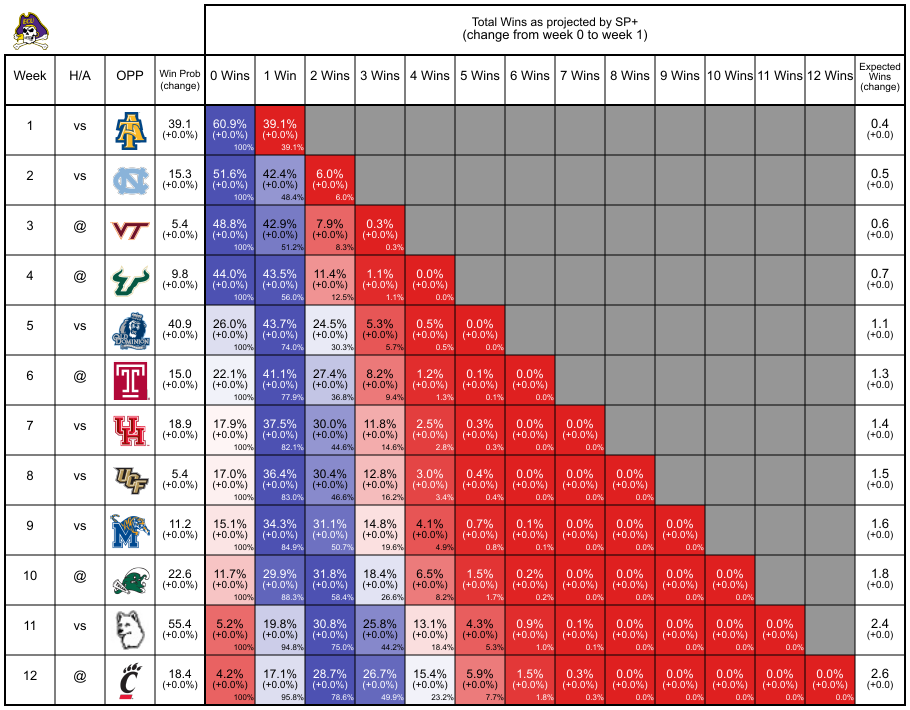 ECU
Total Wins as projected by SP+
(change from week 0 to week 1)
Week H/A OPP Win Prob (change) 0 Wins 1 Win 2 Wins 3 Wins 4 Wins 5 Wins 6 Wins 7 Wins 8 Wins 9 Wins 10 Wins 11 Wins 12 Wins Expected Wins (change)
1 vs AT 39.1 60.9% 39.1% 0.4
(+0.0%) (+0.0%) (+0.0%) (+0.0)
100% 39.1%
2 vs NC 15.3 51.6% 42.4% 6.0% 0.5
(+0.0%) (+0.0%) (+0.0%) (+0.0%) (+0.0)
100% 48.4% 6.0%
3 @ VT 5.4 48.8% 42.9% 7.9% 0.3% 0.6
(+0.0%) (+0.0%) (+0.0%) (+0.0%) (+0.0%) (+0.0)
100% 51.2% 8.3% 0.3%
4 @ 9.8 44.0% 43.5% 11.4% 1.1% 0.0% 0.7
(+0.0%) (+0.0%) (+0.0%) (+0.0%) (+0.0%) (+0.0%) (+0.0)
100% 56.0% 12.5% 1.1% 0.0%
5 vs DOMINION 40.9 26.0% 43.7% 24.5% 5.3% 0.5% 0.0% 1.1
(+0.0%) (+0.0%) (+0.0%) (+0.0%) (+0.0%) (+0.0%) (+0.0%) (+0.0)
100% 74.0% 30.3% 5.7% 0.5% 0.0%
6 @ T 15.0 22.1% 41.1% 27.4% 8.2% 1.2% 0.1% 0.0% 1.3
(+0.0%) (+0.0%) (+0.0%) (+0.0%) (+0.0%) (+0.0%) (+0.0%) (+0.0%) (+0.0)
100% 77.9% 36.8% 9.4% 1.3% 0.1% 0.0%
7 vs UH 18.9 17.9% 37.5% 30.0% 11.8% 2.5% 0.3% 0.0% 0.0% 1.4
(+0.0%) (+0.0%) (+0.0%) (+0.0%) (+0.0%) (+0.0%) (+0.0%) (+0.0%) (+0.0%) (+0.0)
100% 82.1% 44.6% 14.6% 2.8% 0.3% 0.0% 0.0%
8 vs UCF 5.4 17.0% 36.4% 30.4% 12.8% 3.0% 0.4% 0.0% 0.0% 0.0% 1.5
(+0.0%) (+0.0%) (+0.0%) (+0.0%) (+0.0%) (+0.0%) (+0.0%) (+0.0%) (+0.0%) (+0.0%) (+0.0)
100% 83.0% 46.6% 16.2% 3.4% 0.4% 0.0% 0.0% 0.0%
9 vs M 11.2 15.1% 34.3% 31.1% 14.8% 4.1% 0.7% 0.1% 0.0% 0.0% 0.0% 1.6
(+0.0%) (+0.0%) (+0.0%) (+0.0%) (+0.0%) (+0.0%) (+0.0%) (+0.0%) (+0.0%) (+0.0%) (+0.0%) (+0.0)
100% 84.9% 50.7% 19.6% 4.9% 0.8% 0.1% 0.0% 0.0% 0.0%
10 @ 22.6 11.7% 29.9% 31.8% 18.4% 6.5% 1.5% 0.2% 0.0% 0.0% 0.0% 0.0% 1.8
(+0.0%) (+0.0%) (+0.0%) (+0.0%) (+0.0%) (+0.0%) (+0.0%) (+0.0%) (+0.0%) (+0.0%) (+0.0%) (+0.0%) (+0.0)
100% 88.3% 58.4% 26.6% 8.2% 1.7% 0.2% 0.0% 0.0% 0.0% 0.0%
11 vs 55.4 5.2% 19.8% 30.8% 25.8% 13.1% 4.3% 0.9% 0.1% 0.0% 0.0% 0.0% 0.0% 2.4
(+0.0%) (+0.0%) (+0.0%) (+0.0%) (+0.0%) (+0.0%) (+0.0%) (+0.0%) (+0.0%) (+0.0%) (+0.0%) (+0.0%) (+0.0%) (+0.0)
100% 94.8% 75.0% 44.2% 18.4% 5.3% 1.0% 0.1% 0.0% 0.0% 0.0% 0.0%
12 @ C 18.4 4.2% 17.1% 28.7% 26.7% 15.4% 5.9% 1.5% 0.3% 0.0% 0.0% 0.0% 0.0% 0.0% 2.6
(+0.0%) (+0.0%) (+0.0%) (+0.0%) (+0.0%) (+0.0%) (+0.0%) (+0.0%) (+0.0%) (+0.0%) (+0.0%) (+0.0%) (+0.0%) (+0.0%) (+0.0)
100% 95.8% 78.6% 49.9% 23.2% 7.7% 1.8% 0.3% 0.0% 0.0% 0.0% 0.0% 0.0%